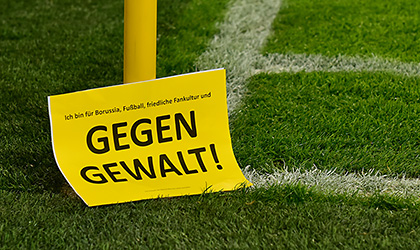 Ich bin für Borussia, Fußball, friedliche Fankultur und
GEGEN
GEWALT!